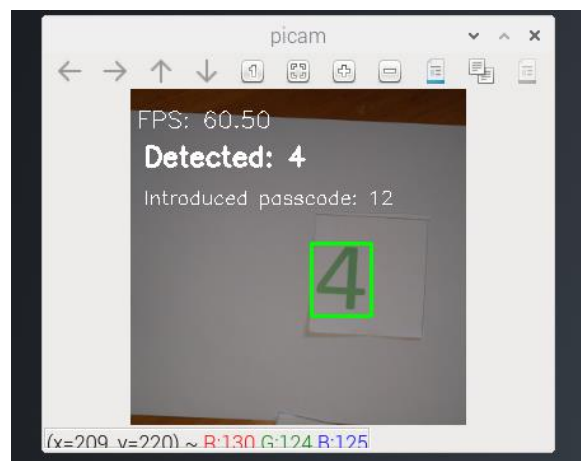 picam
FPS: 60.50
Detected: 4
Introduced passcode: 12
4
(x=209, y=220) ~ R:130 G:124 B:125